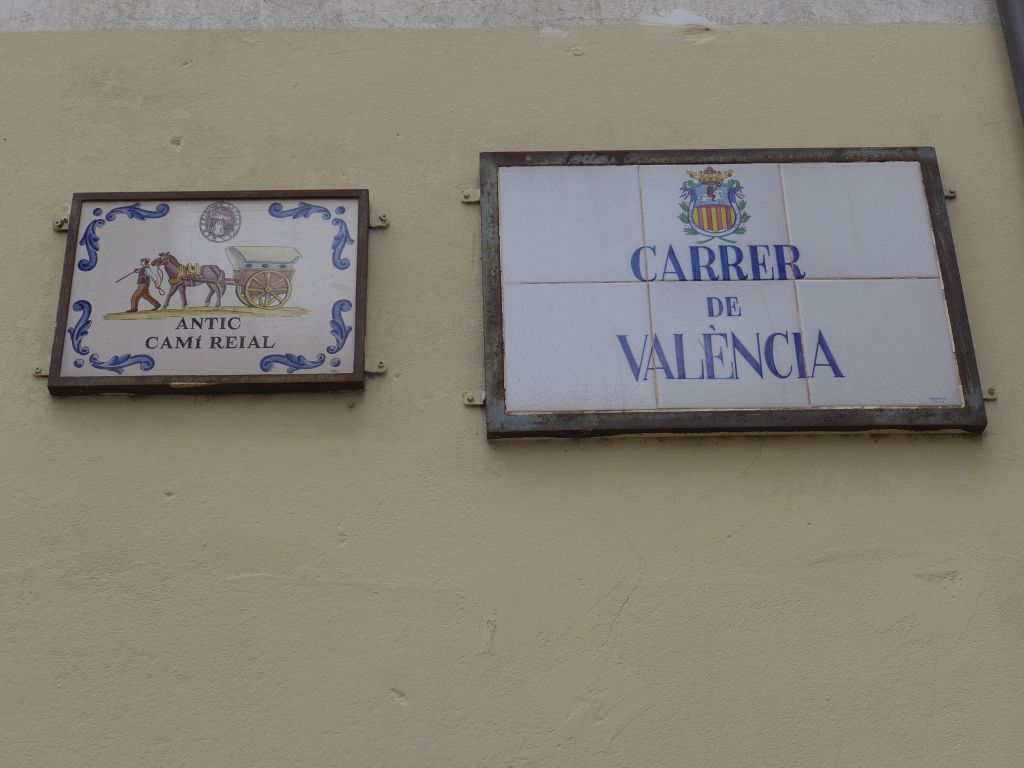 ANTIC
CAMÍ REIAL
CARRER
DE
VALÈNCIA